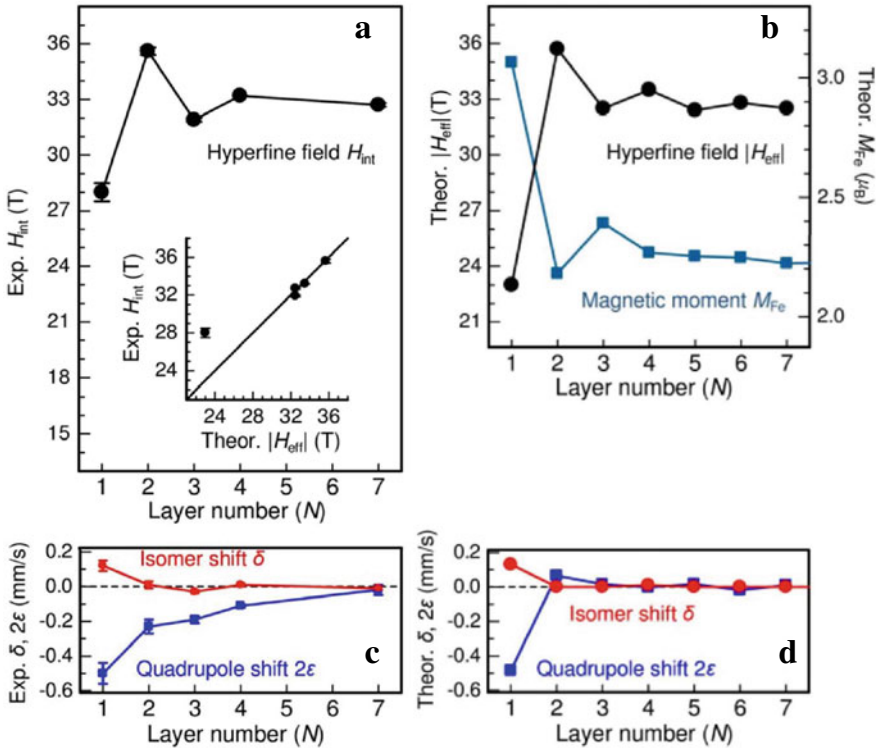 a
36
33
30
27
24
21
18
15
Exp. H_int (T)
Hyperfine field H_int
36
32
28
24
Exp. H_int (T)
24 28 32 36
Theor. |H_eff| (T)
1 2 3 4 5 6 7
Layer number (N)
b
36
33
30
27
24
21
Theor. |H_eff| (T)
3.0
2.5
2.0
Theor. M_Fe (μ_B)
Hyperfine field |H_eff|
Magnetic moment M_Fe
1 2 3 4 5 6 7
Layer number (N)
0.2
0.0
-0.2
-0.4
-0.6
Exp. δ, 2ε (mm/s)
Isomer shift δ
c
Quadrupole shift 2ε
1 2 3 4 5 6 7
Layer number (N)
0.2
0.0
-0.2
-0.4
-0.6
Theor. δ, 2ε (mm/s)
Isomer shift δ
Quadrupole shift 2ε
d
1 2 3 4 5 6 7
Layer number (N)